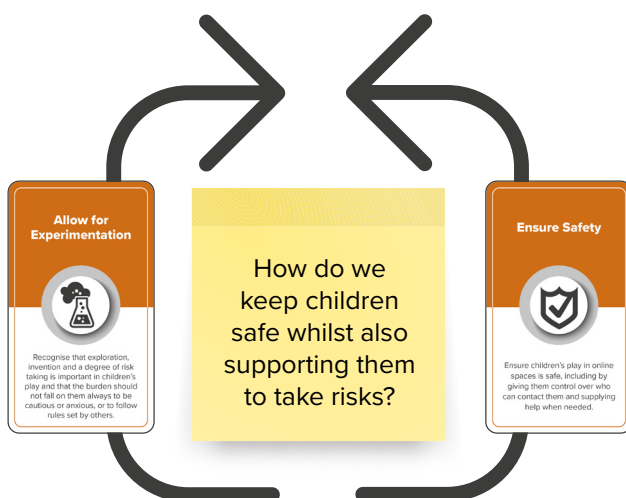 Allow for
Experimentation
Recognise that exploration,
invention and a degree of risk
taking is important in children's
play and that the burden should
not fall on them always to be
cautious or anxious, or to follow
rules set by others.
How do we
keep children
safe whilst also
supporting them
to take risks?
Ensure Safety
Ensure children's play in online
spaces is safe, including by
giving them control over who
can contact them and supplying
help when needed.